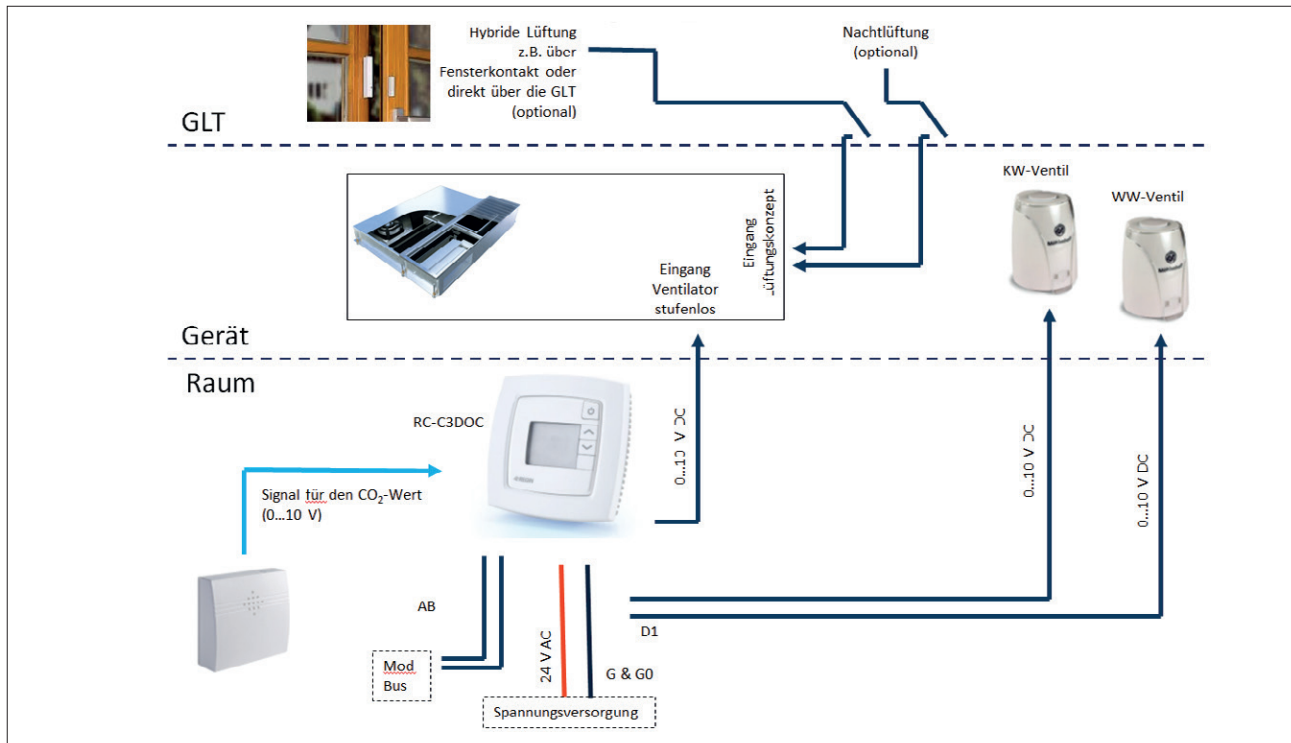 Hybride Lüftung
z.B. über
Fensterkontakt oder
direkt über die GLT
(optional)
Nachtlüftung
(optional)
GLT
KW-Ventil
WW-Ventil
Eingang
Lüftungskonzept
Eingang
Ventilator
stufenlos
Gerät
Raum
RC-C3DOC
0...10 V DC
0...10 V DC
0...10 V DC
Signal für den CO₂-Wert
(0...10 V)
AB
D1
Mod
Bus
24 V AC
G & G0
Spannungsversorgung